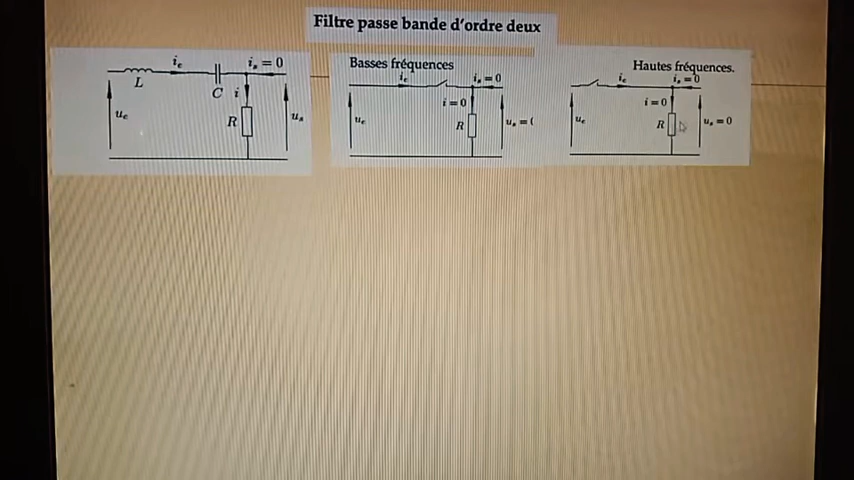 Filtre passe bande d'ordre deux
i_e
i_s = 0
L
C
i
u_e
R
u_s
Basses fréquences
i_e
i_s = 0
i = 0
u_e
R
u_s = (
Hautes fréquences.
i_e
i_s = 0
i = 0
u_e
R
u_s = 0